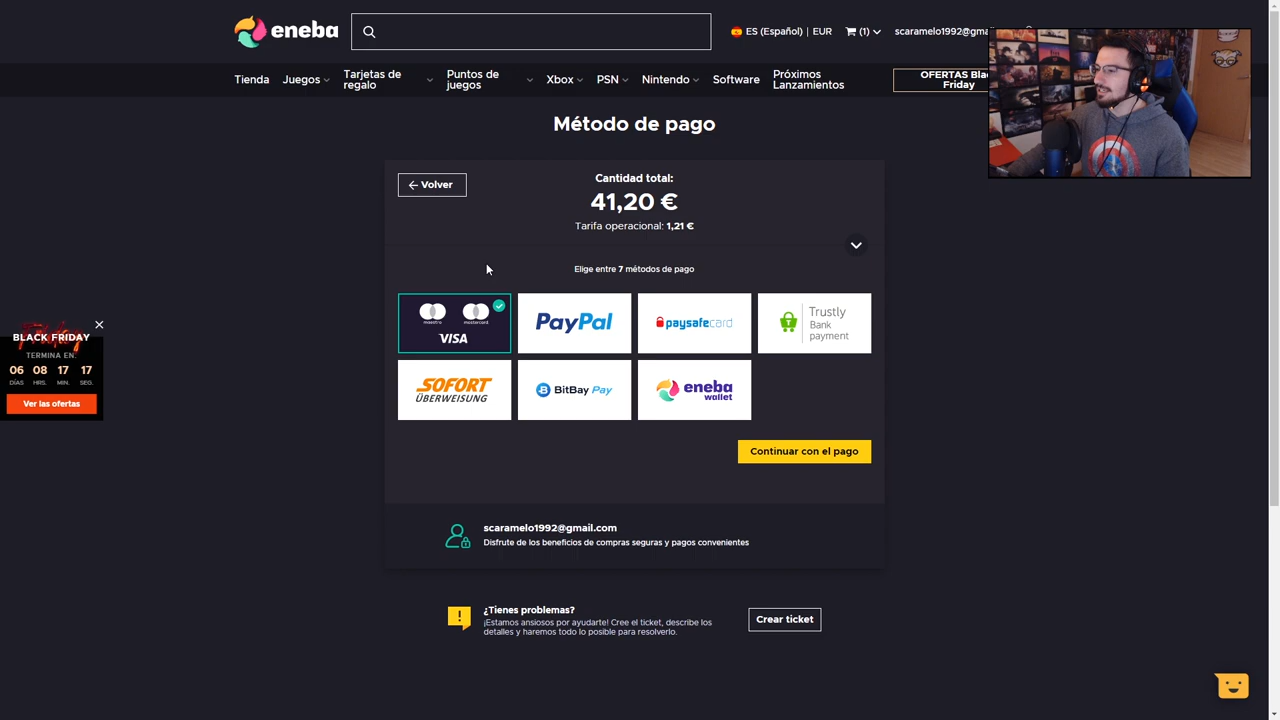 eneba
ES (Español) | EUR
(1)
scaramelo1992@gma
Tienda
Juegos
Tarjetas de
regalo
Puntos de
juegos
Xbox
PSN
Nintendo
Software
Próximos
Lanzamientos
OFERTAS Bla
Friday
Método de pago
Volver
Cantidad total:
41,20 €
Tarifa operacional: 1,21 €
Elige entre 7 métodos de pago
maestro
mastercard
VISA
PayPal
paysafecard
Trustly
Bank
payment
SOFORT
ÜBERWEISUNG
BitBay Pay
eneba
wallet
Continuar con el pago
BLACK FRIDAY
TERMINA EN:
06 08 17 17
DÍAS HRS. MIN. SEG.
Ver las ofertas
scaramelo1992@gmail.com
Disfrute de los beneficios de compras seguras y pagos convenientes
¿Tienes problemas?
¡Estamos ansiosos por ayudarte! Cree el ticket, describe los
detalles y haremos todo lo posible para resolverlo.
Crear ticket